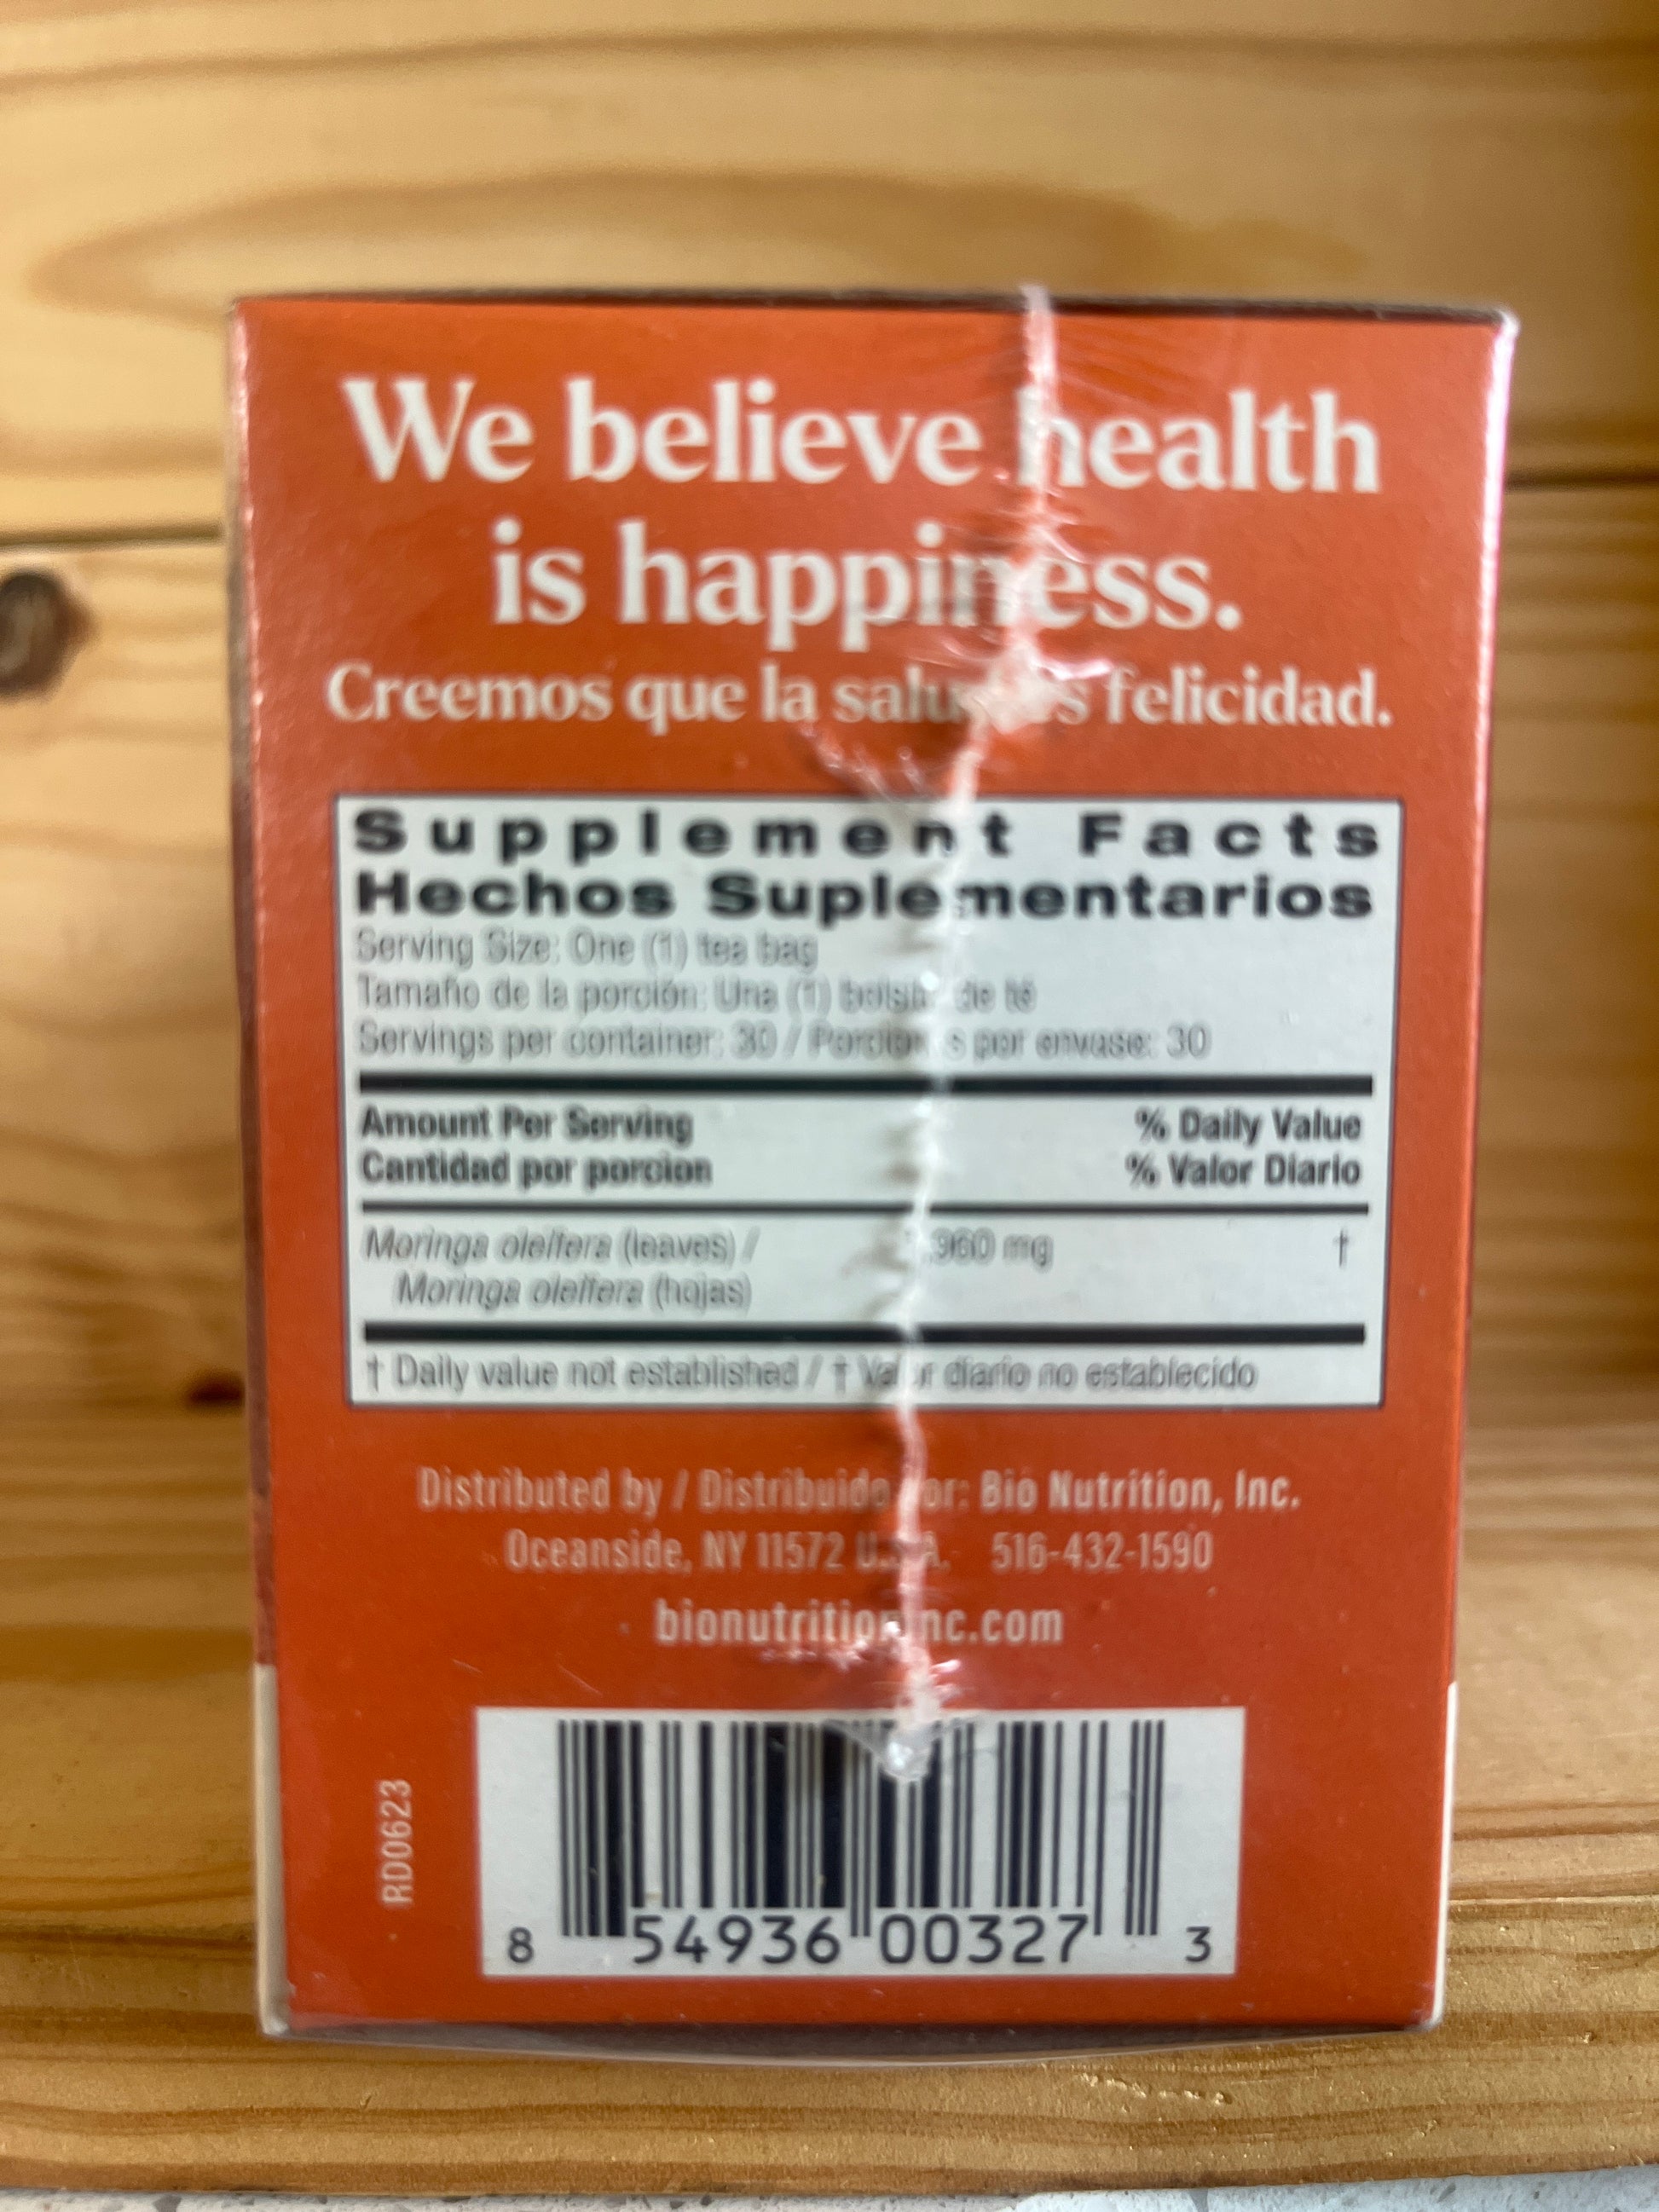 We believe health
is happiness.
Creemos que la salud es felicidad.
Supplement Facts
Hechos Suplementarios
Serving Size: One (1) tea bag
Tamaño de la porción: Una (1) bolsita de té
Servings per container: 30 / Porciones por envase: 30
Amount Per Serving % Daily Value
Cantidad por porcion % Valor Diario
Moringa oleifera (leaves) / mg †
Moringa oleifera (hojas)
† Daily value not established / † Valor diario no establecido
Distributed by / Distribuido por: Bio Nutrition, Inc.
Oceanside, NY 11572 U.S.A. 516-432-1590
bionutritioninc.com
RD0623
8 54936 00327 3